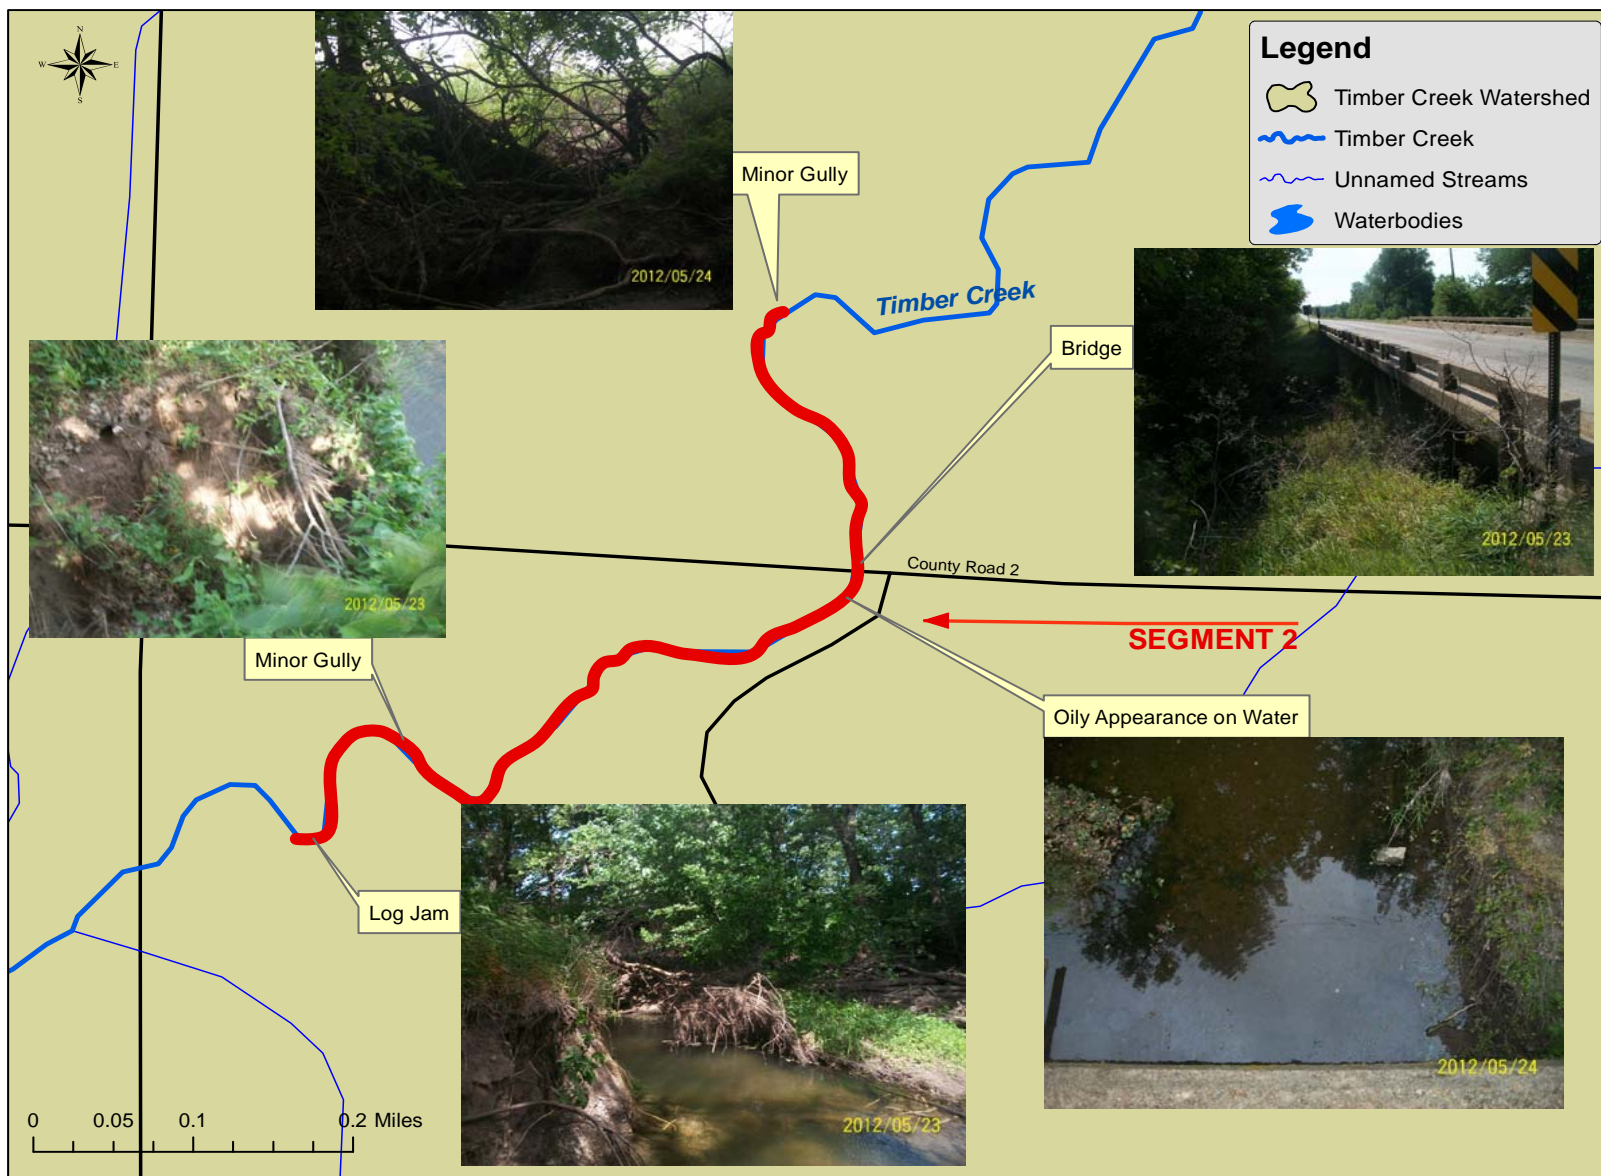 N
W E
S
Legend
Timber Creek Watershed
Timber Creek
Unnamed Streams
Waterbodies
2012/05/24
Minor Gully
Timber Creek
Bridge
2012/05/23
2012/05/23
County Road 2
SEGMENT 2
Minor Gully
Oily Appearance on Water
Log Jam
2012/05/24
2012/05/23
0 0.05 0.1 0.2 Miles